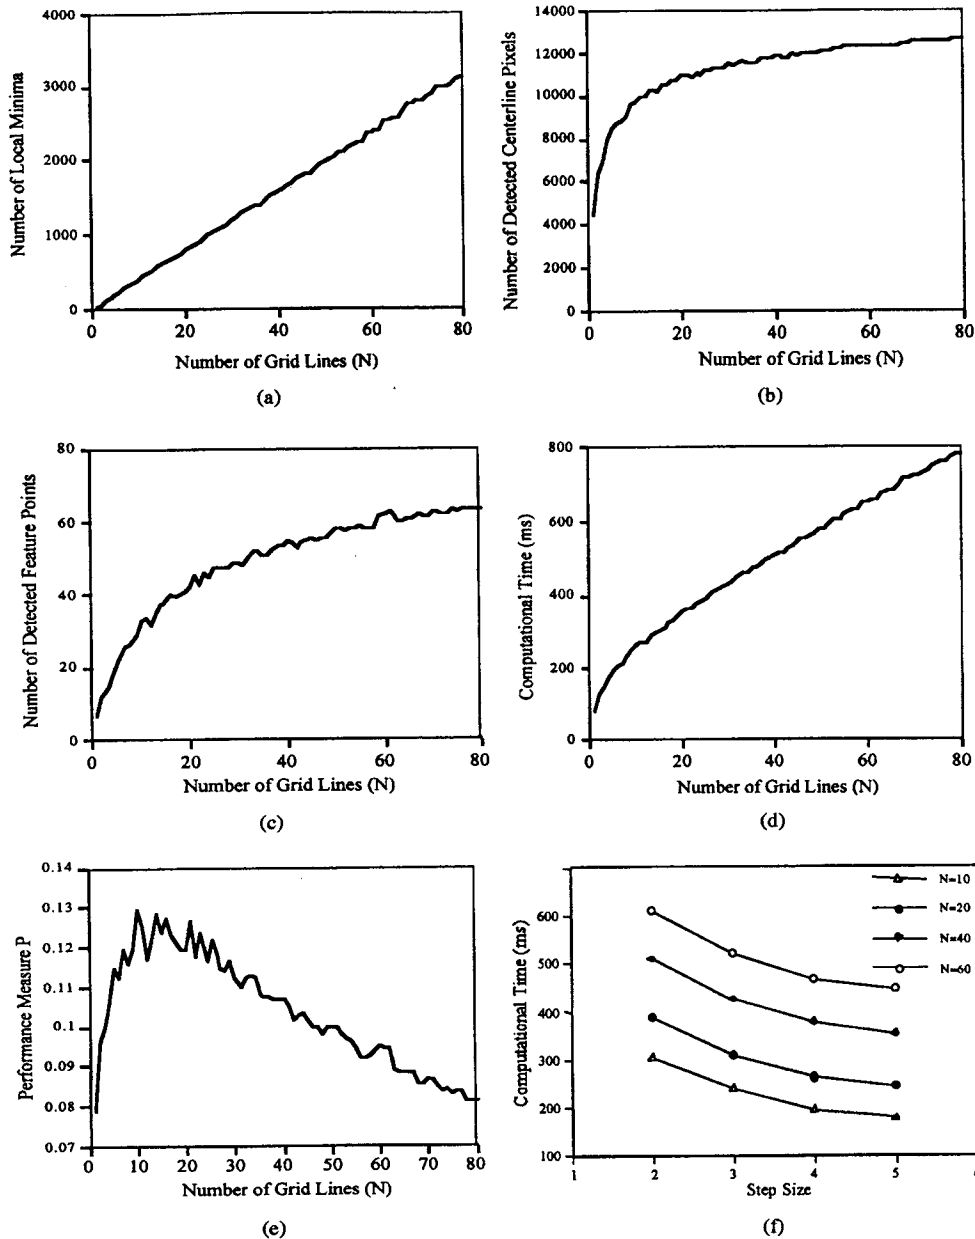 4000
3000
2000
1000
0
Number of Local Minima
0 20 40 60 80
Number of Grid Lines (N)
(a)
14000
12000
10000
8000
6000
4000
2000
0
Number of Detected Centerline Pixels
0 20 40 60 80
Number of Grid Lines (N)
(b)
80
60
40
20
0
Number of Detected Feature Points
0 20 40 60 80
Number of Grid Lines (N)
(c)
800
600
400
200
0
Computational Time (ms)
0 20 40 60 80
Number of Grid Lines (N)
(d)
0.14
0.13
0.12
0.11
0.1
0.09
0.08
0.07
Performance Measure P
0 10 20 30 40 50 60 70 80
Number of Grid Lines (N)
(e)
600
500
400
300
200
100
Computational Time (ms)
N=10
N=20
N=40
N=60
1 2 3 4 5
Step Size
(f)